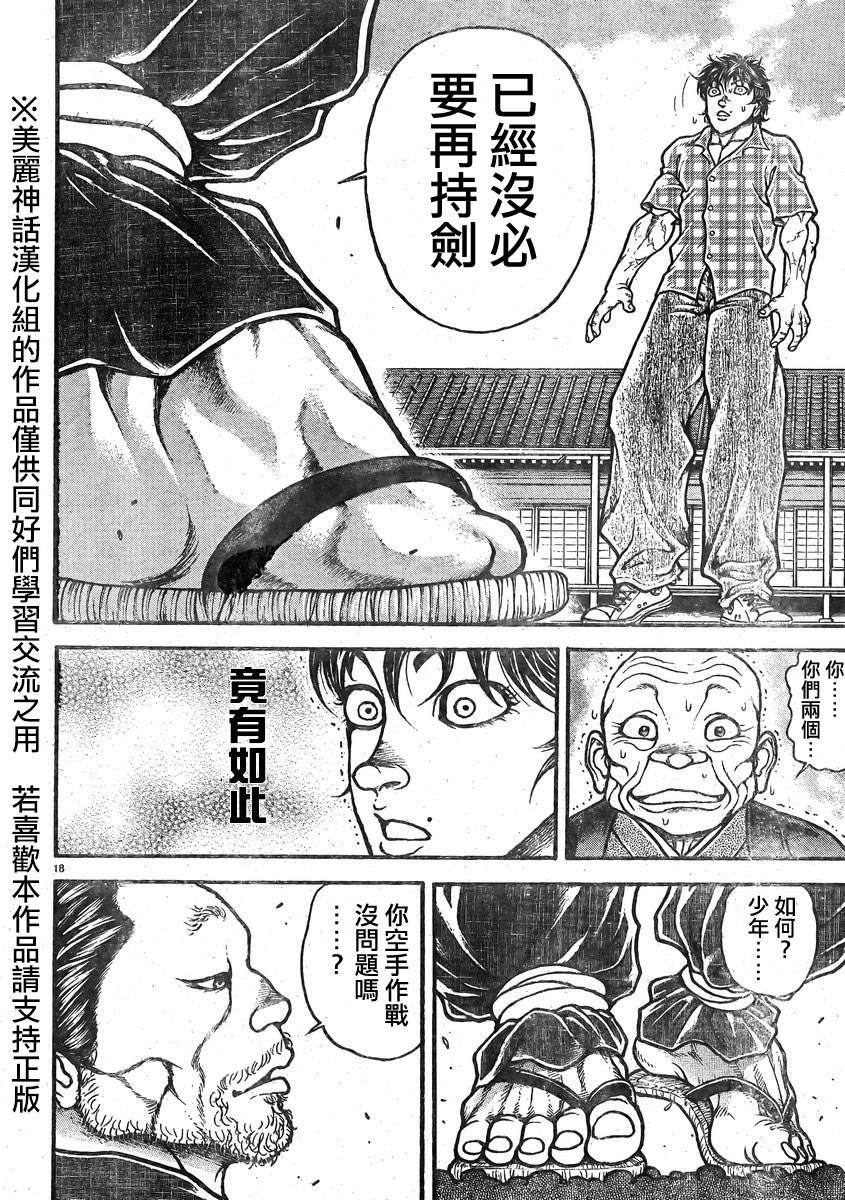 已經沒必
要再持劍
你……
你們兩個…
竟有如此
如何？
少年……
你空手作戰
沒問題嗎
……？
18
※美麗神話漢化組的作品僅供同好們學習交流之用　若喜歡本作品請支持正版